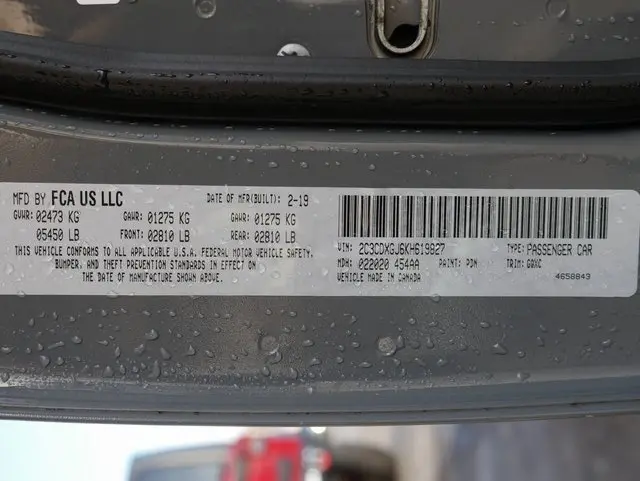 MFD BY FCA US LLC DATE OF MFR(BUILT): 2-19
GVWR: 02473 KG GAWR: 01275 KG GAWR: 01275 KG
05450 LB FRONT: 02810 LB REAR: 02810 LB
THIS VEHICLE CONFORMS TO ALL APPLICABLE U.S.A. FEDERAL MOTOR VEHICLE SAFETY,
BUMPER, AND THEFT PREVENTION STANDARDS IN EFFECT ON
THE DATE OF MANUFACTURE SHOWN ABOVE.
VIN: 2C3CDXGJ6KH619827 TYPE: PASSENGER CAR
MDH: 022020 454AA PAINT: PDN TRIM: G8XC
VEHICLE MADE IN CANADA 4658849